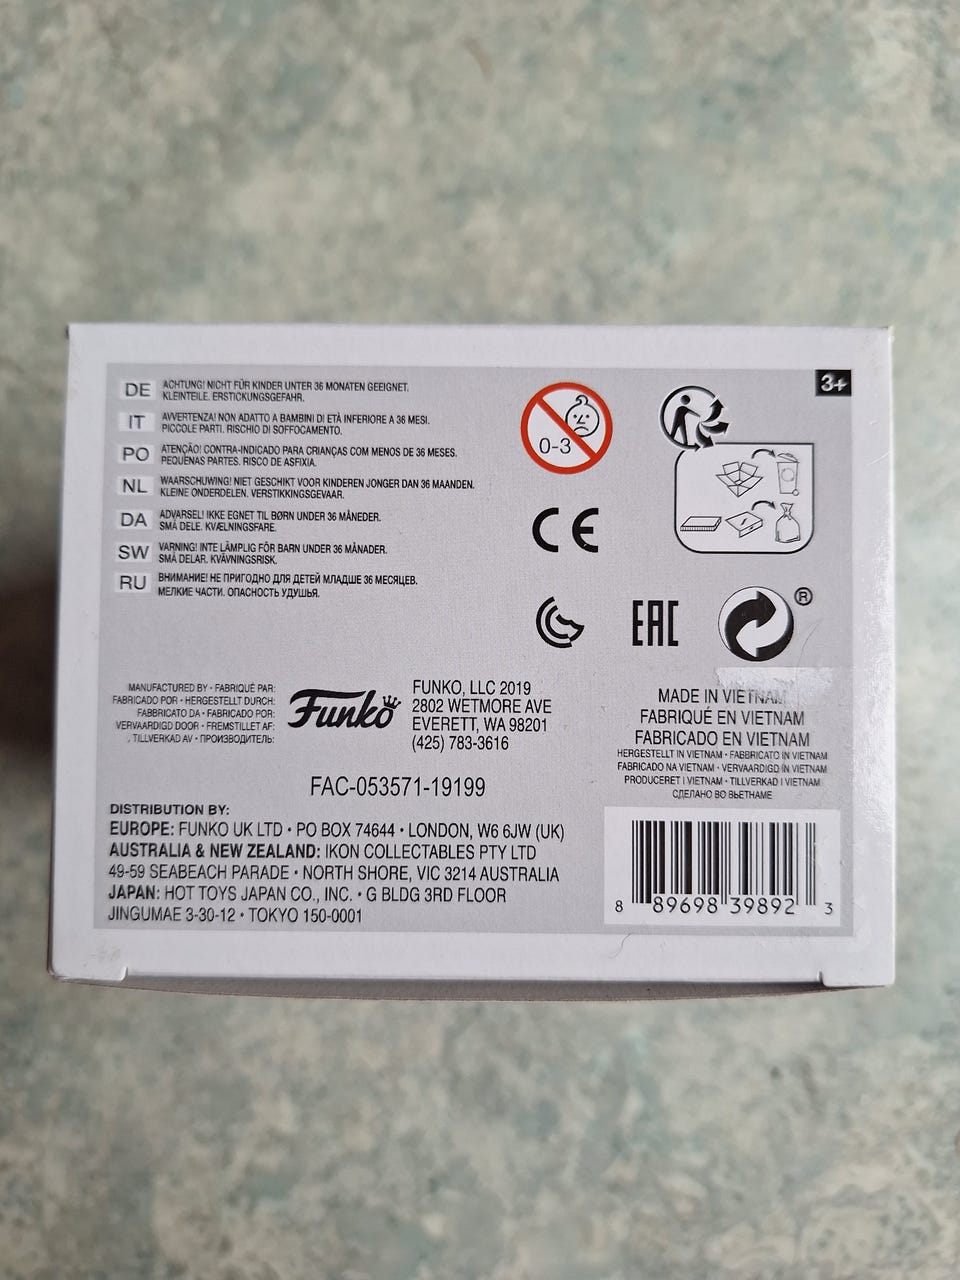 3+
DE ACHTUNG! NICHT FÜR KINDER UNTER 36 MONATEN GEEIGNET.
KLEINTEILE. ERSTICKUNGSGEFAHR.
IT AVVERTENZA! NON ADATTO A BAMBINI DI ETÀ INFERIORE A 36 MESI.
PICCOLE PARTI. RISCHIO DI SOFFOCAMENTO.
PO ATENÇÃO! CONTRA-INDICADO PARA CRIANÇAS COM MENOS DE 36 MESES.
PEQUENAS PARTES. RISCO DE ASFIXIA.
NL WAARSCHUWING! NIET GESCHIKT VOOR KINDEREN JONGER DAN 36 MAANDEN.
KLEINE ONDERDELEN. VERSTIKKINGSGEVAAR.
DA ADVARSEL! IKKE EGNET TIL BØRN UNDER 36 MÅNEDER.
SMÅ DELE. KVÆLNINGSFARE.
SW VARNING! INTE LÄMPLIG FÖR BARN UNDER 36 MÅNADER.
SMÅ DELAR. KVÄVNINGSRISK.
RU ВНИМАНИЕ! НЕ ПРИГОДНО ДЛЯ ДЕТЕЙ МЛАДШЕ 36 МЕСЯЦЕВ.
МЕЛКИЕ ЧАСТИ. ОПАСНОСТЬ УДУШЬЯ.
0-3
CE
EAC
®
MANUFACTURED BY • FABRIQUÉ PAR:
FABRICADO POR • HERGESTELLT DURCH:
FABBRICATO DA • FABRICADO POR:
VERVAARDIGD DOOR • FREMSTILLET AF:
TILLVERKAD AV • ПРОИЗВОДИТЕЛЬ:
Funko
FUNKO, LLC 2019
2802 WETMORE AVE
EVERETT, WA 98201
(425) 783-3616
FAC-053571-19199
MADE IN VIETNAM
FABRIQUÉ EN VIETNAM
FABRICADO EN VIETNAM
HERGESTELLT IN VIETNAM • FABBRICATO IN VIETNAM
FABRICADO NA VIETNAM • VERVAARDIGD IN VIETNAM
PRODUCERET I VIETNAM • TILLVERKAD I VIETNAM
СДЕЛАНО ВО ВЬЕТНАМЕ
DISTRIBUTION BY:
EUROPE: FUNKO UK LTD • PO BOX 74644 • LONDON, W6 6JW (UK)
AUSTRALIA & NEW ZEALAND: IKON COLLECTABLES PTY LTD
49-59 SEABEACH PARADE • NORTH SHORE, VIC 3214 AUSTRALIA
JAPAN: HOT TOYS JAPAN CO., INC. • G BLDG 3RD FLOOR
JINGUMAE 3-30-12 • TOKYO 150-0001
8 89698 39892 3